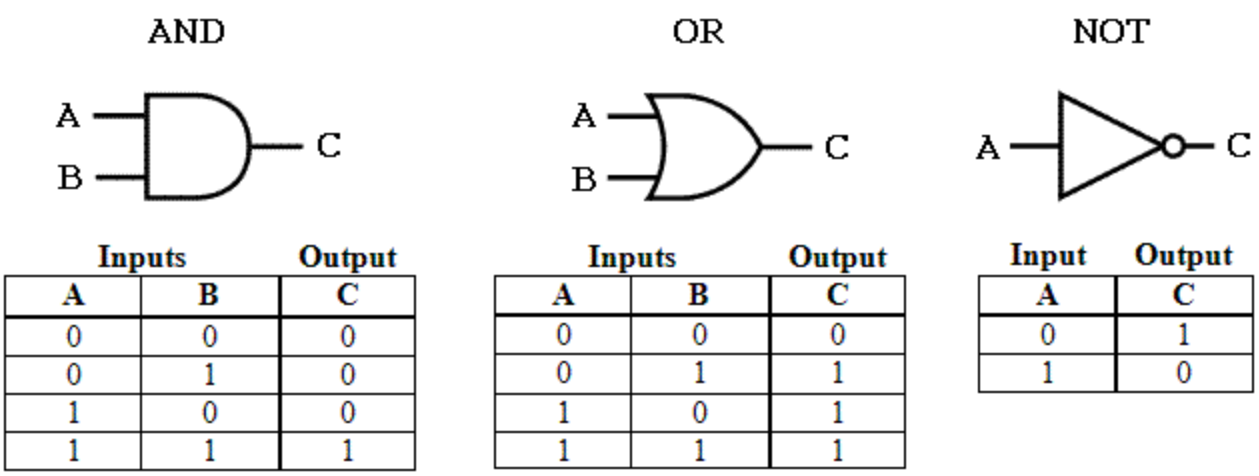 AND OR NOT
A B C A B C A C
Inputs Output Inputs Output Input Output
A B C A B C A C
0 0 0 0 0 0 0 1
0 1 0 0 1 1 1 0
1 0 0 1 0 1
1 1 1 1 1 1